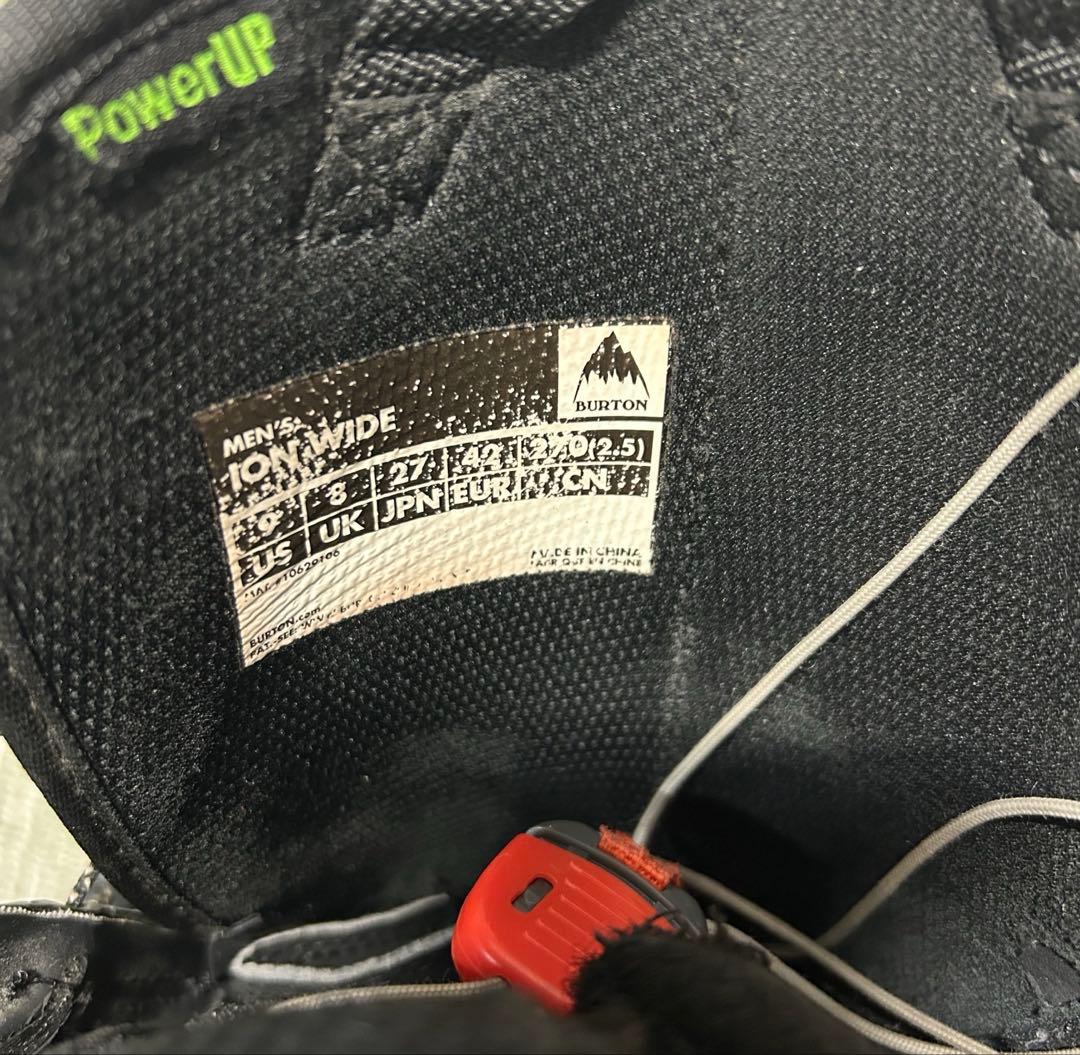 PowerUP
BURTON
MEN'S
ION WIDE
9 8 27 42 270(2.5)
US UK JPN EUR CN
MADE IN CHINA
BURTON.com